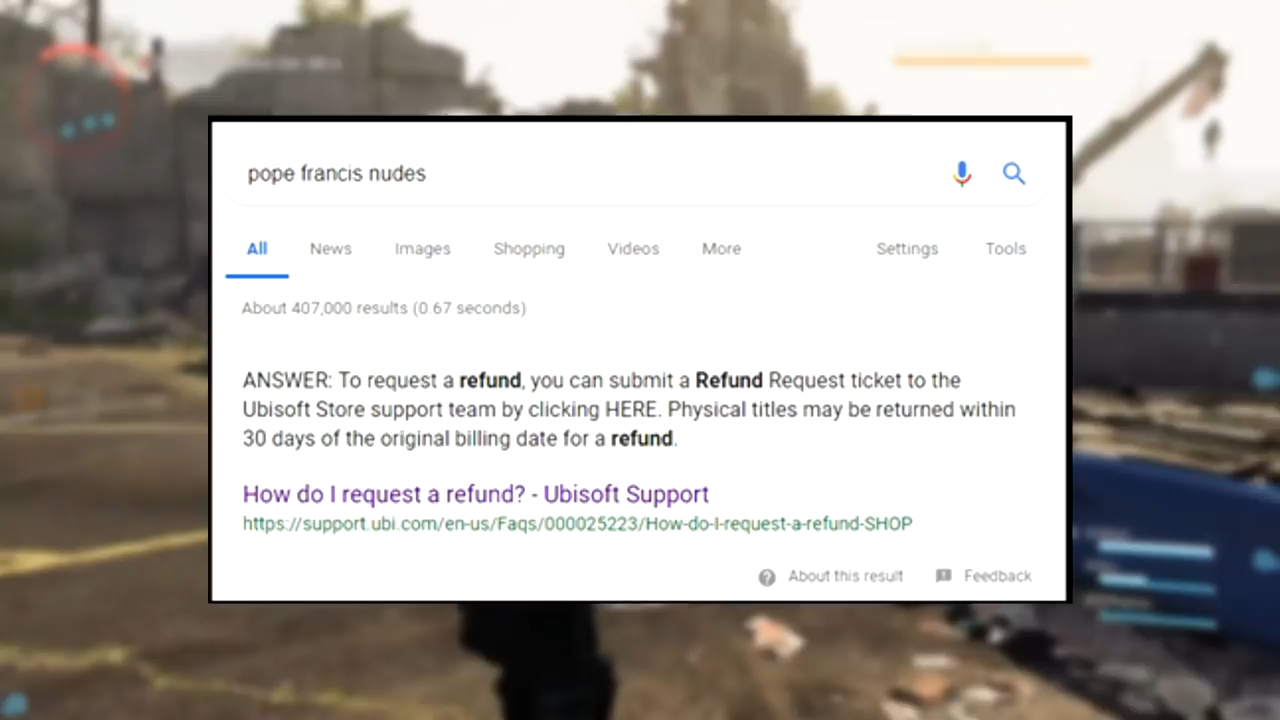 pope francis nudes
All News Images Shopping Videos More Settings Tools
About 407,000 results (0.67 seconds)
ANSWER: To request a refund, you can submit a Refund Request ticket to the
Ubisoft Store support team by clicking HERE. Physical titles may be returned within
30 days of the original billing date for a refund.
How do I request a refund? - Ubisoft Support
https://support.ubi.com/en-us/Faqs/000025223/How-do-I-request-a-refund-SHOP
About this result Feedback